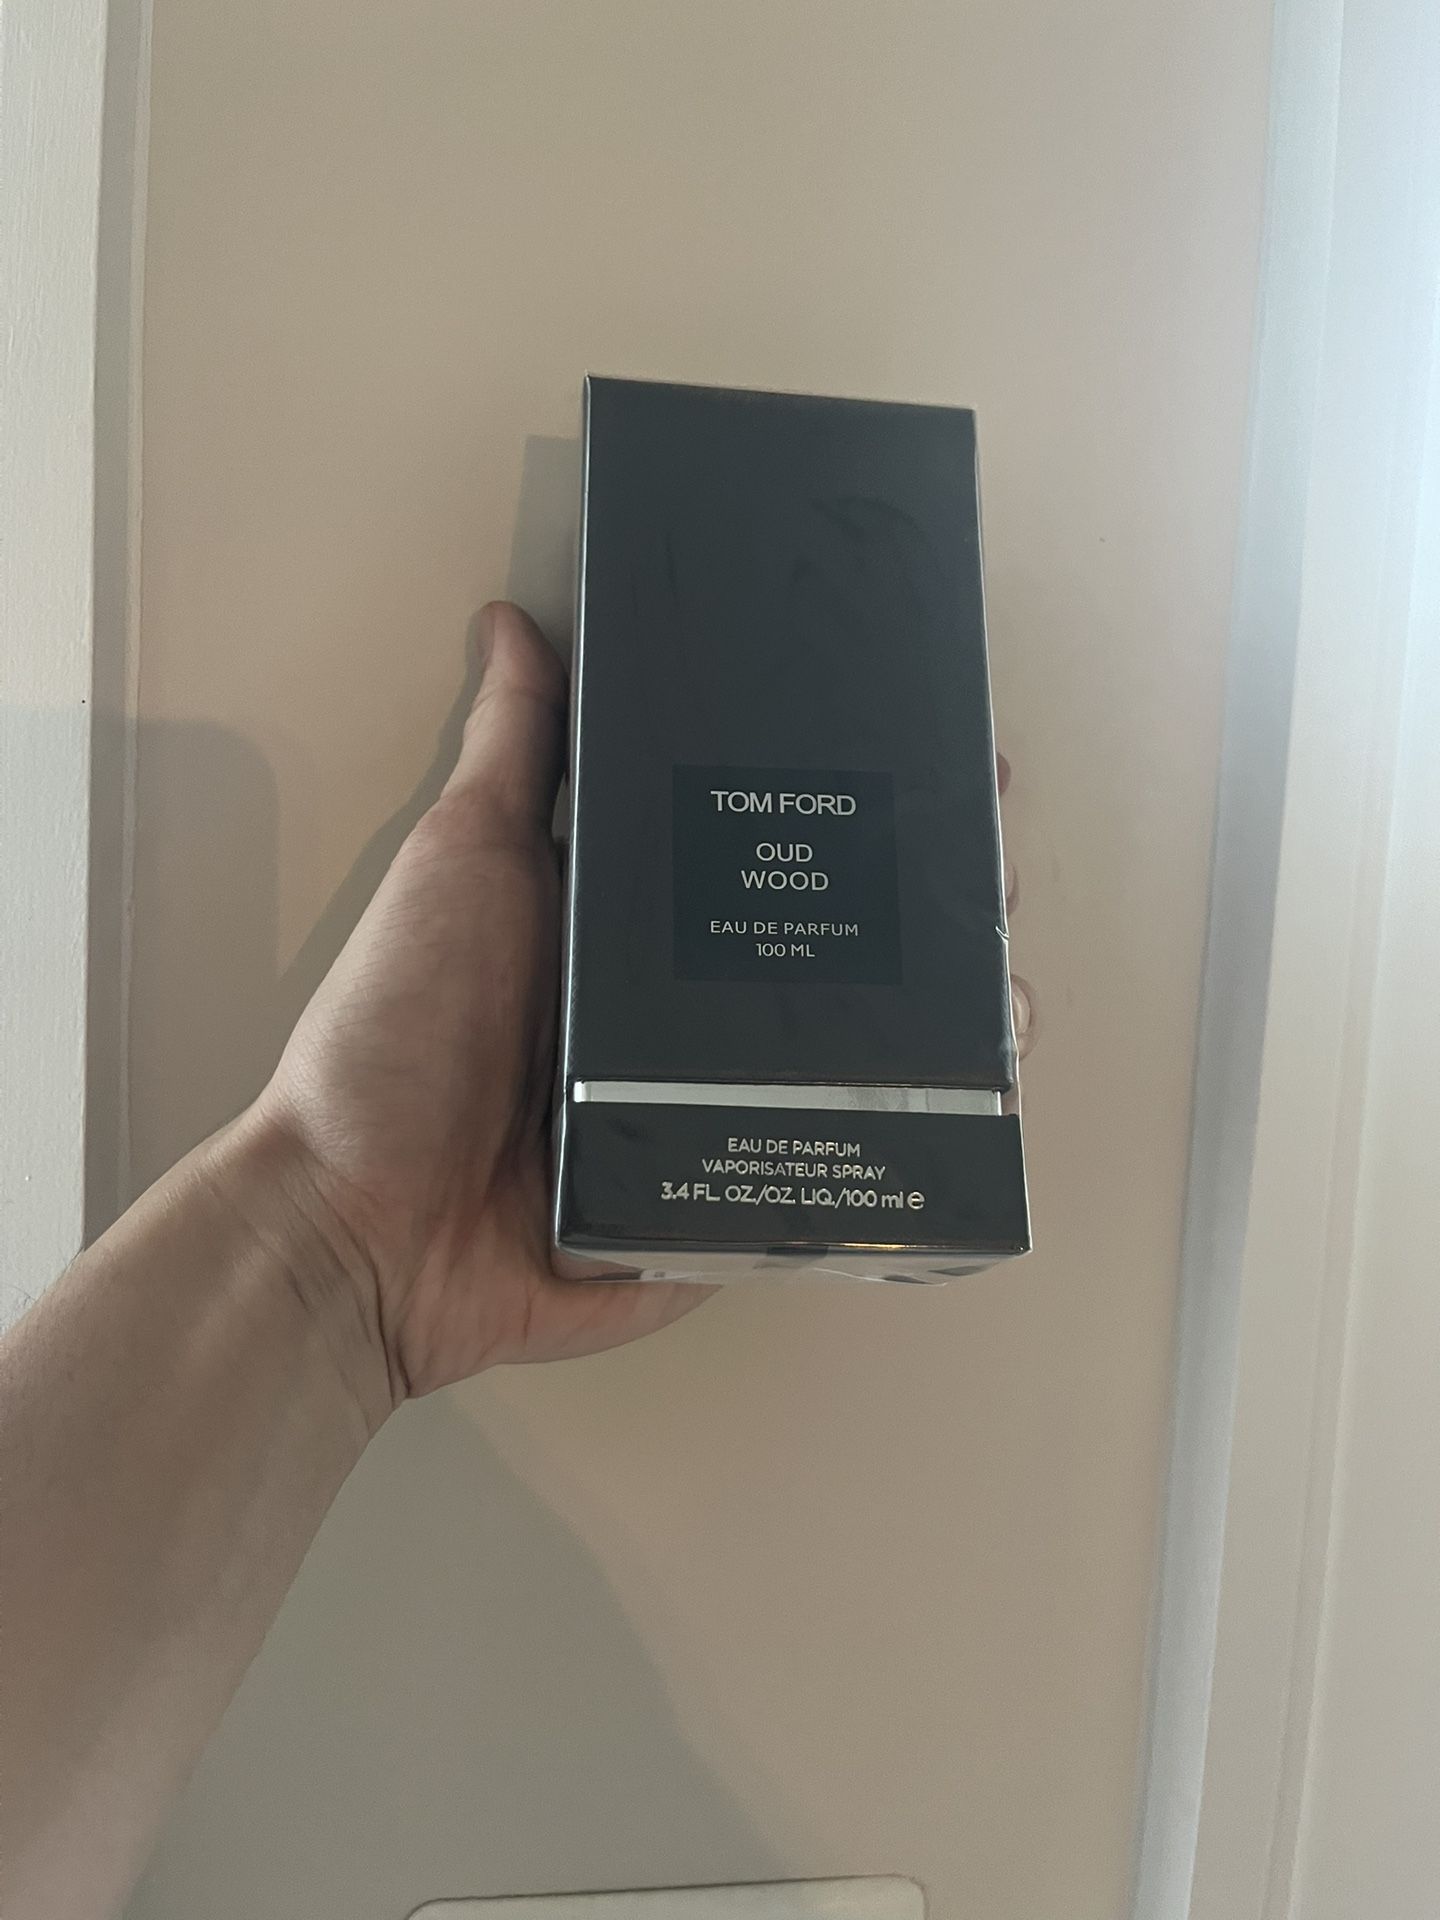 TOM FORD
OUD
WOOD
EAU DE PARFUM
100 ML
EAU DE PARFUM
VAPORISATEUR SPRAY
3.4 FL. OZ./OZ. LIQ./100 ml ℮